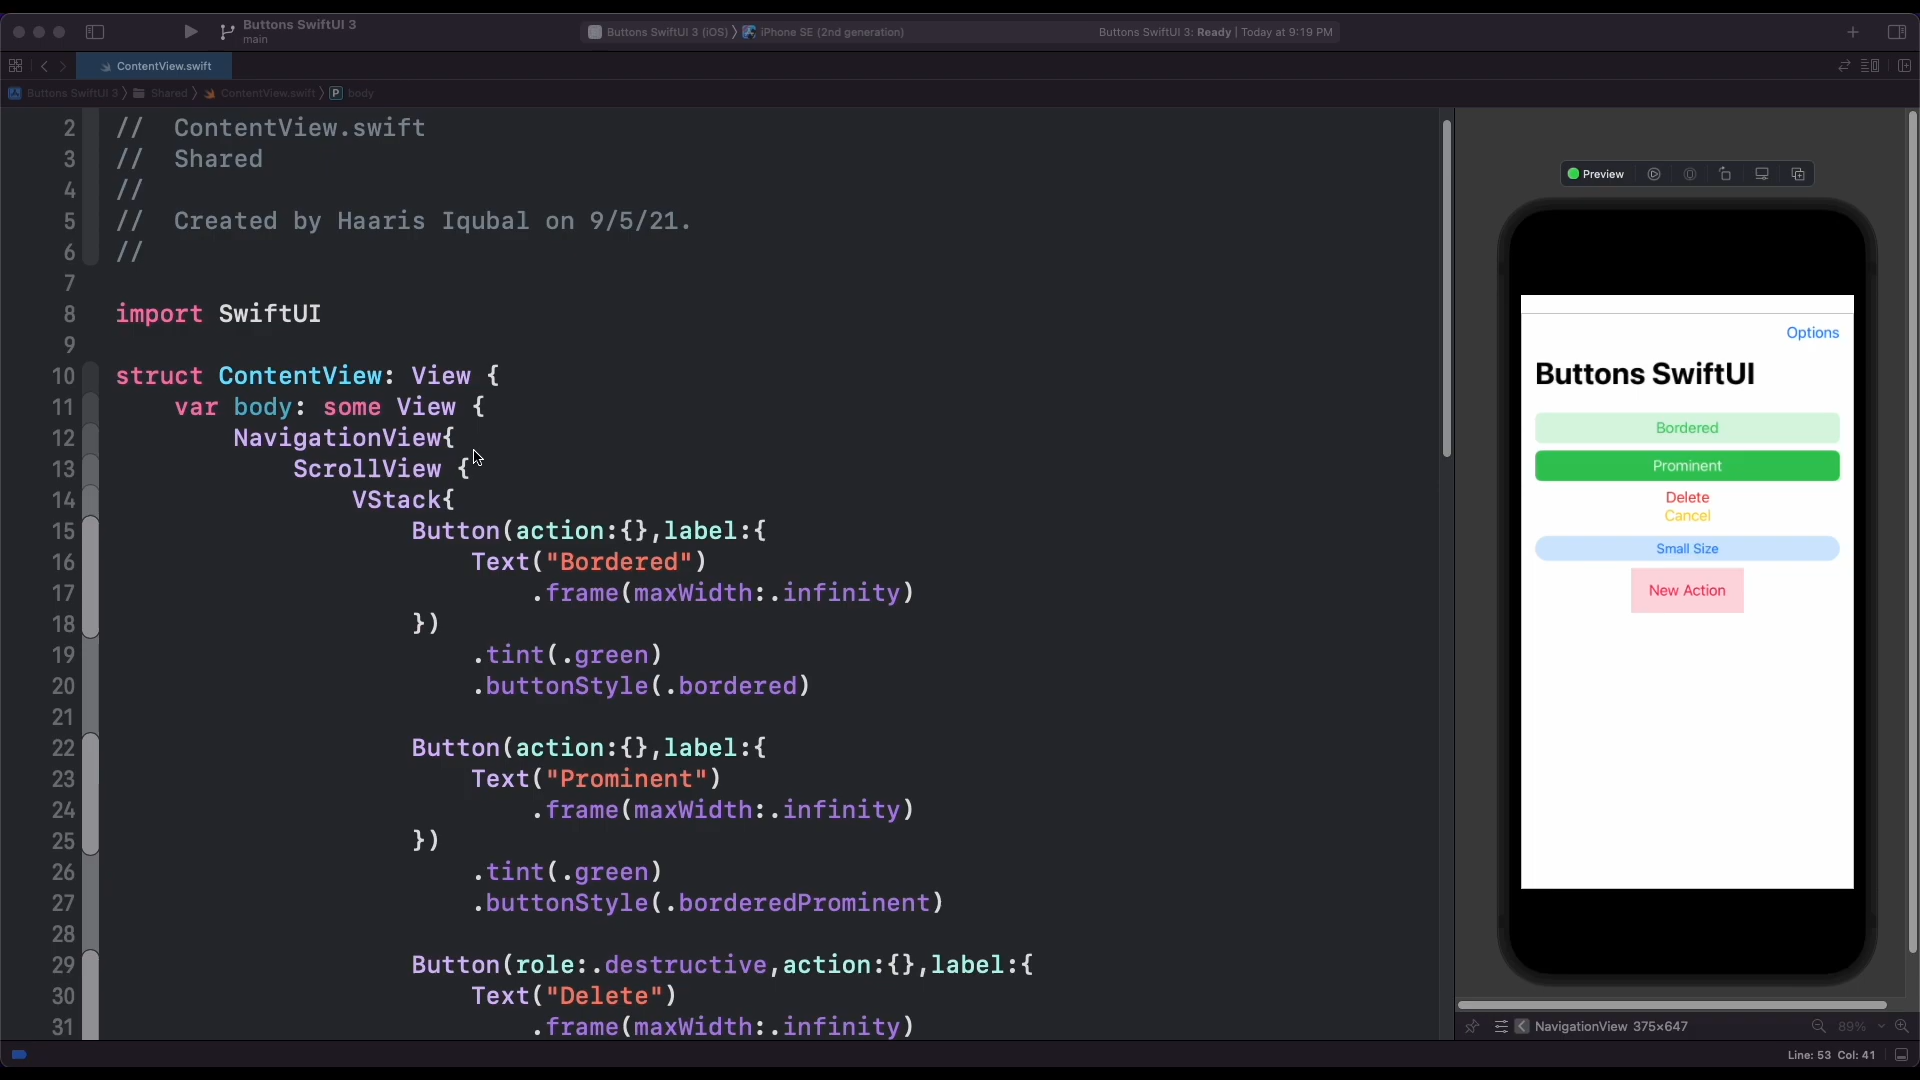 Buttons SwiftUI 3
main
Buttons SwiftUI 3 (iOS) 〉 iPhone SE (2nd generation)
Buttons SwiftUI 3: Ready | Today at 9:19 PM
ContentView.swift
Buttons SwiftUI 3 〉 Shared 〉 ContentView.swift 〉 P body
2 //  ContentView.swift
3 //  Shared
4 //
5 //  Created by Haaris Iqubal on 9/5/21.
6 //
7
8 import SwiftUI
9
10 struct ContentView: View {
11     var body: some View {
12         NavigationView{
13             ScrollView {
14                 VStack{
15                     Button(action:{},label:{
16                         Text("Bordered")
17                             .frame(maxWidth:.infinity)
18                     })
19                         .tint(.green)
20                         .buttonStyle(.bordered)
21
22                     Button(action:{},label:{
23                         Text("Prominent")
24                             .frame(maxWidth:.infinity)
25                     })
26                         .tint(.green)
27                         .buttonStyle(.borderedProminent)
28
29                     Button(role:.destructive,action:{},label:{
30                         Text("Delete")
31                             .frame(maxWidth:.infinity)
Preview
Options
Buttons SwiftUI
Bordered
Prominent
Delete
Cancel
Small Size
New Action
NavigationView 375×647
89%
Line: 53 Col: 41